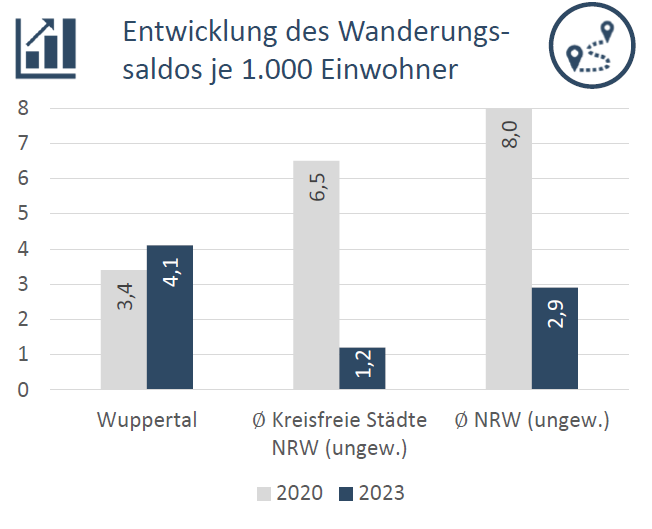 Entwicklung des Wanderungs-
saldos je 1.000 Einwohner
8
7
6
5
4
3
2
1
0
3,4
4,1
6,5
1,2
8,0
2,9
Wuppertal
Ø Kreisfreie Städte
NRW (ungew.)
Ø NRW (ungew.)
2020
2023